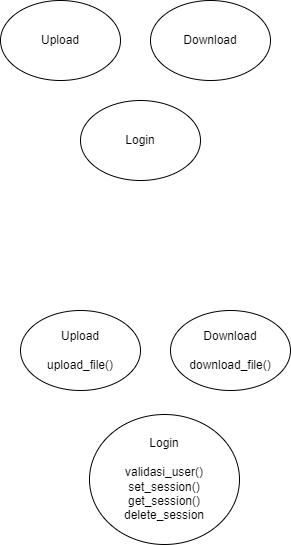 Upload
Download
Login
Upload
upload_file()
Download
download_file()
Login
validasi_user()
set_session()
get_session()
delete_session